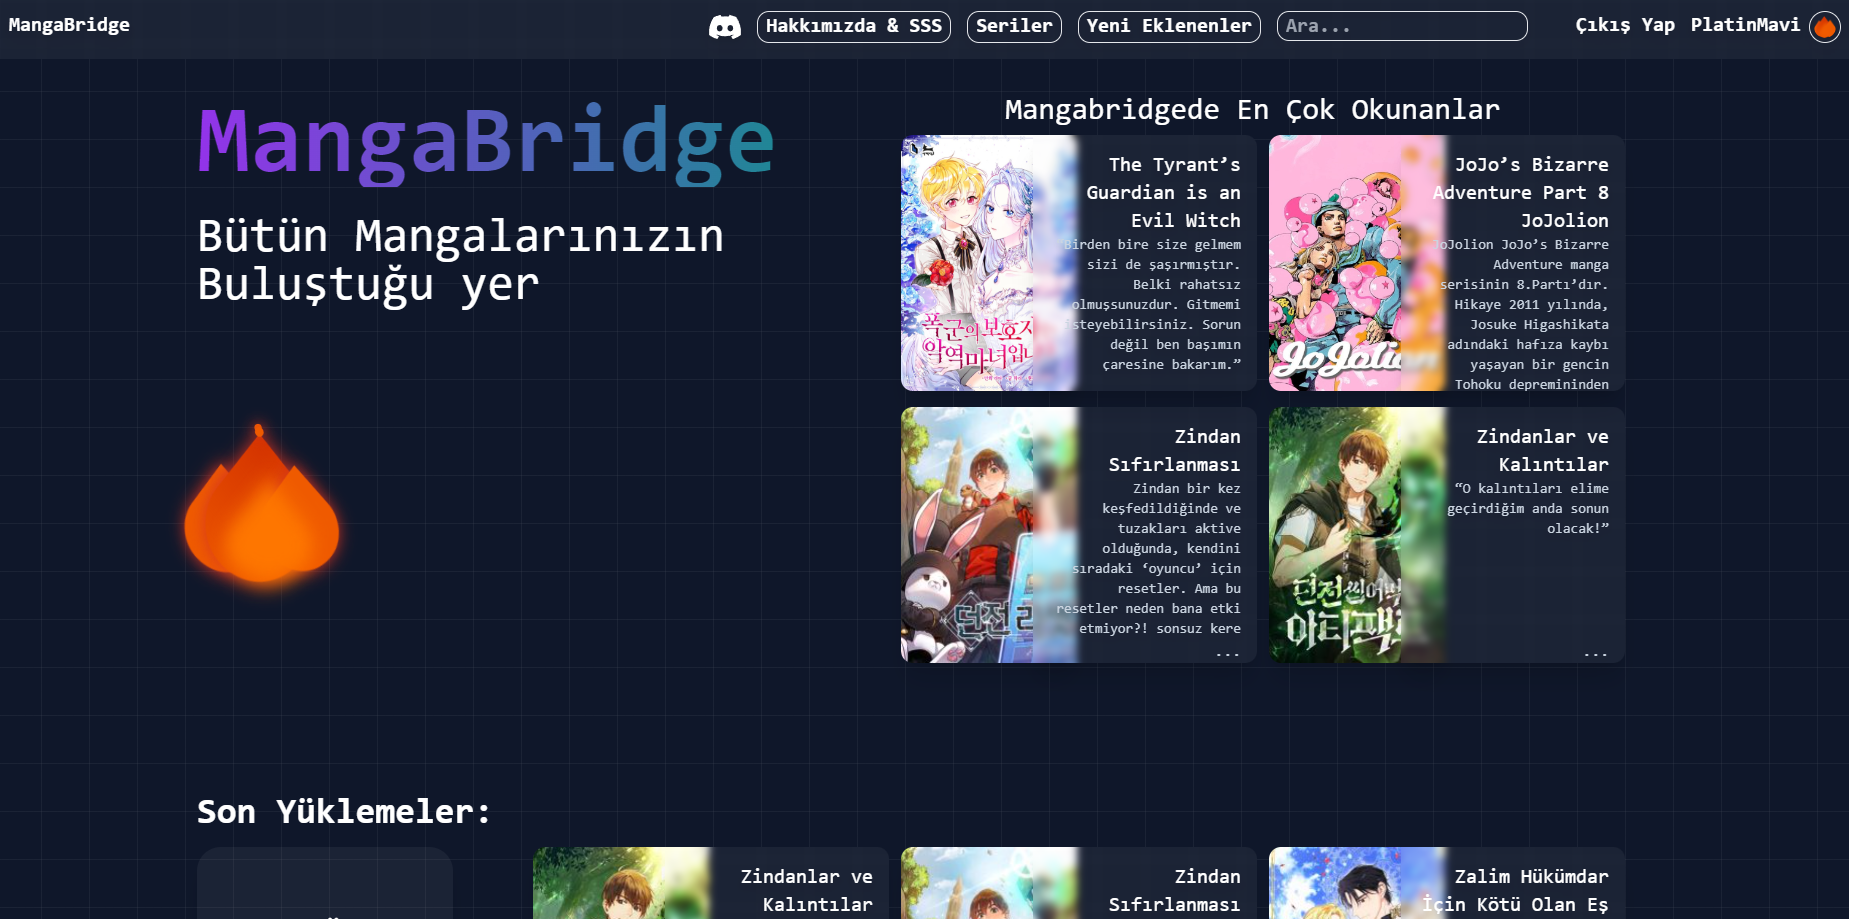 MangaBridge
Hakkımızda & SSS
Seriler
Yeni Eklenenler
Ara...
Çıkış Yap
PlatinMavi
MangaBridge
Bütün Mangalarınızın
Buluştuğu yer
Mangabridgede En Çok Okunanlar
The Tyrant’s
Guardian is an
Evil Witch
Birden bire size gelmem
sizi de şaşırmıştır.
Belki rahatsız
olmuşsunuzdur. Gitmemi
isteyebilirsiniz. Sorun
değil ben başımın
çaresine bakarım.”
폭군의 보호자
악역마녀입니
JoJo’s Bizarre
Adventure Part 8
JoJolion
JoJolion JoJo’s Bizarre
Adventure manga
serisinin 8.Partı’dır.
Hikaye 2011 yılında,
Josuke Higashikata
adındaki hafıza kaybı
yaşayan bir gencin
Tohoku depremininden
JoJolion
Zindan
Sıfırlanması
Zindan bir kez
keşfedildiğinde ve
tuzakları aktive
olduğunda, kendini
sıradaki ‘oyuncu’ için
resetler. Ama bu
resetler neden bana etki
etmiyor?! sonsuz kere
...
던전
Zindanlar ve
Kalıntılar
“O kalıntıları elime
geçirdiğim anda sonun
olacak!”
...
던전 씹어먹
아티팩
Son Yüklemeler:
Zindanlar ve
Kalıntılar
Zindan
Sıfırlanması
Zalim Hükümdar
İçin Kötü Olan Eş